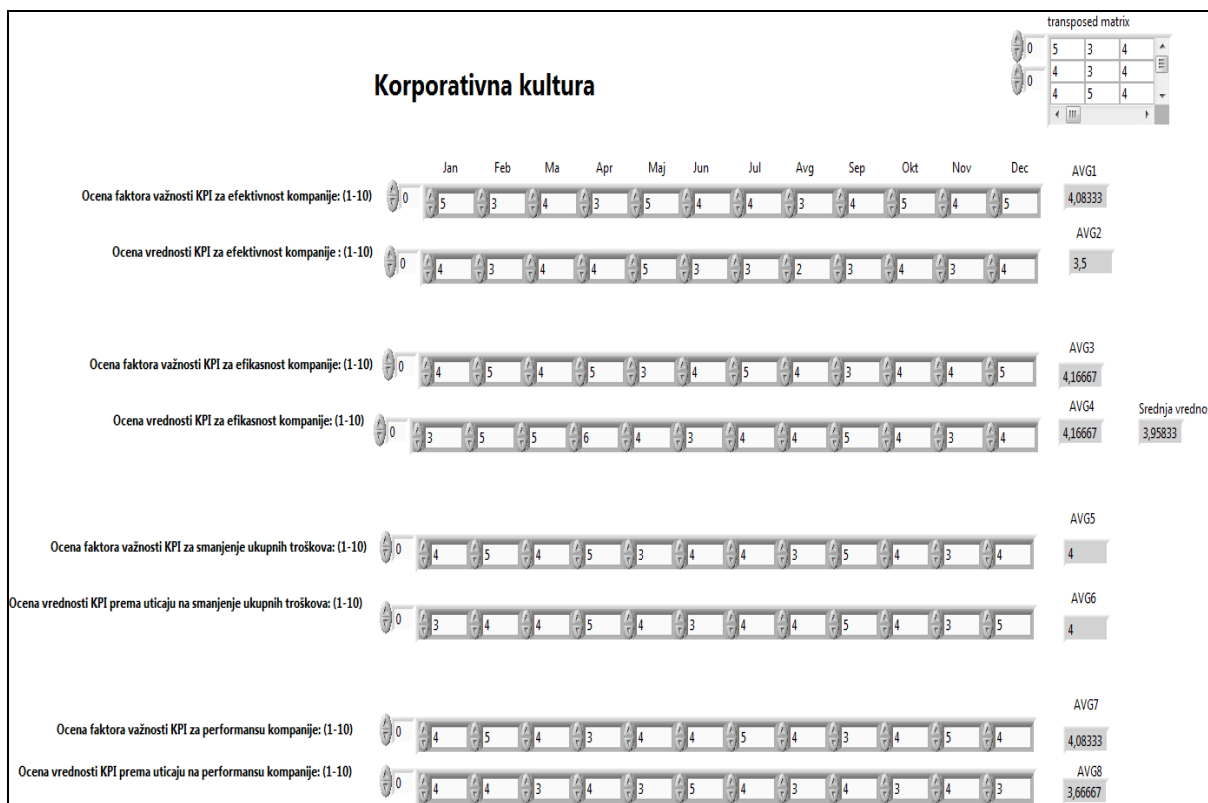 transposed matrix
0 5 3 4
4 3 4
0 4 5 4
Korporativna kultura
Jan Feb Ma Apr Maj Jun Jul Avg Sep Okt Nov Dec AVG1
Ocena faktora važnosti KPI za efektivnost kompanije: (1-10) 0 5 3 4 3 5 4 4 3 4 5 4 5 4,08333
AVG2
Ocena vrednosti KPI za efektivnost kompanije : (1-10) 0 4 3 4 4 5 3 3 2 3 4 3 4 3,5
AVG3
Ocena faktora važnosti KPI za efikasnost kompanije: (1-10) 0 4 5 4 5 3 4 5 4 3 4 4 5 4,16667
AVG4 Srednja vredno
Ocena vrednosti KPI za efikasnost kompanije: (1-10) 0 3 5 5 6 4 3 4 4 5 4 3 4 4,16667 3,95833
AVG5
Ocena faktora važnosti KPI za smanjenje ukupnih troškova: (1-10) 0 4 5 4 5 3 4 4 3 5 4 3 4 4
AVG6
Ocena vrednosti KPI prema uticaju na smanjenje ukupnih troškova: (1-10) 0 3 4 4 5 4 3 4 4 5 4 3 5 4
AVG7
Ocena faktora važnosti KPI za performansu kompanije: (1-10) 0 4 5 4 3 4 4 5 4 3 4 5 4 4,08333
AVG8
Ocena vrednosti KPI prema uticaju na performansu kompanije: (1-10) 0 4 4 3 4 3 5 4 3 4 3 4 3 3,66667